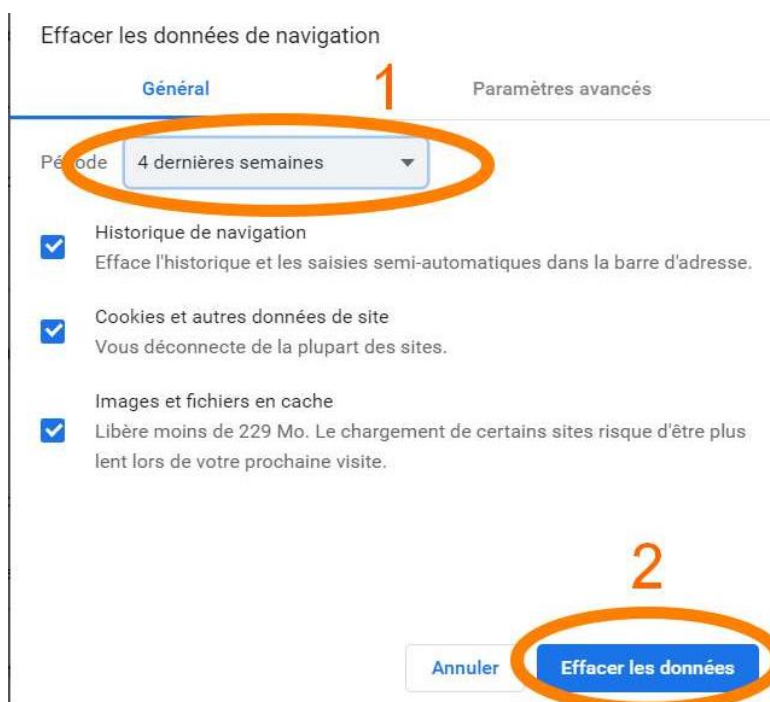 Effacer les données de navigation
Général
1
Paramètres avancés
Période 4 dernières semaines
Historique de navigation
Efface l'historique et les saisies semi-automatiques dans la barre d'adresse.
Cookies et autres données de site
Vous déconnecte de la plupart des sites.
Images et fichiers en cache
Libère moins de 229 Mo. Le chargement de certains sites risque d'être plus
lent lors de votre prochaine visite.
2
Annuler
Effacer les données